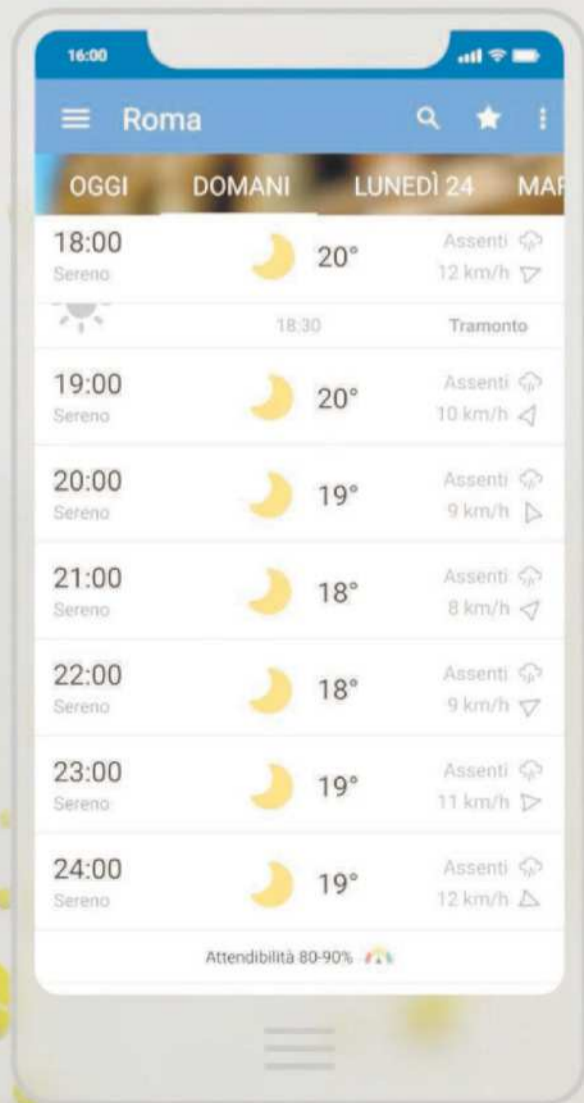 16:00
Roma
OGGI DOMANI LUNEDÌ 24 MAR
18:00 20° Assenti
Sereno 12 km/h
18:30 Tramonto
19:00 20° Assenti
Sereno 10 km/h
20:00 19° Assenti
Sereno 9 km/h
21:00 18° Assenti
Sereno 8 km/h
22:00 18° Assenti
Sereno 9 km/h
23:00 19° Assenti
Sereno 11 km/h
24:00 19° Assenti
Sereno 12 km/h
Attendibilità 80-90%